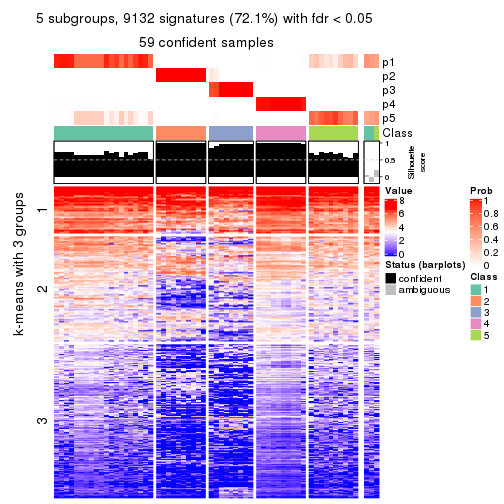 5 subgroups, 9132 signatures (72.1%) with fdr < 0.05
59 confident samples
p1
p2
p3
p4
p5
Class
1
0.5
0
Silhouette
score
k-means with 3 groups
1
2
3
Value
8
6
4
2
0
Status (barplots)
confident
ambiguous
Prob
1
0.8
0.6
0.4
0.2
0
Class
1
2
3
4
5